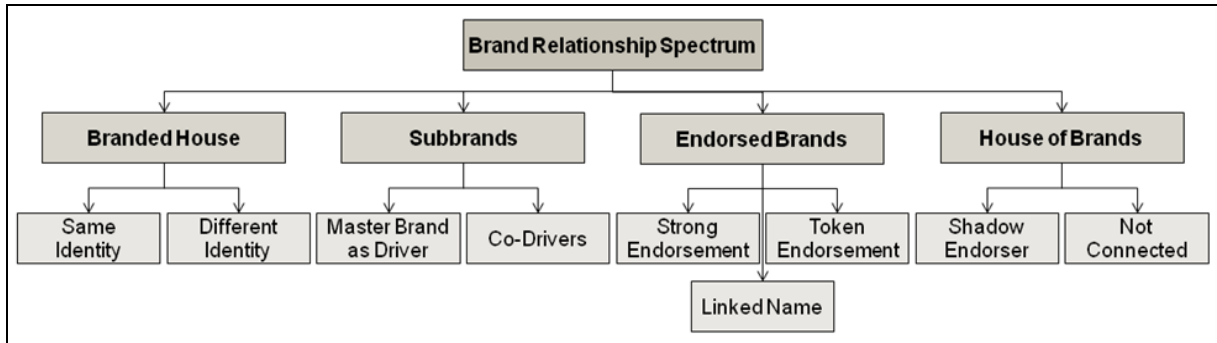 Brand Relationship Spectrum
Branded House
Subbrands
Endorsed Brands
House of Brands
Same
Identity
Different
Identity
Master Brand
as Driver
Co-Drivers
Strong
Endorsement
Token
Endorsement
Shadow
Endorser
Not
Connected
Linked Name